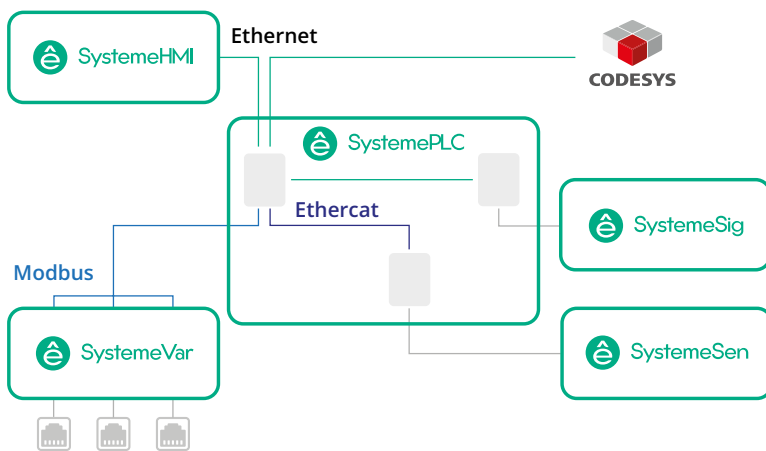 Ethernet
ê SystemeHMI
CODESYS
ê SystemePLC
Ethercat
ê SystemeSig
Modbus
ê SystemeVar
ê SystemeSen